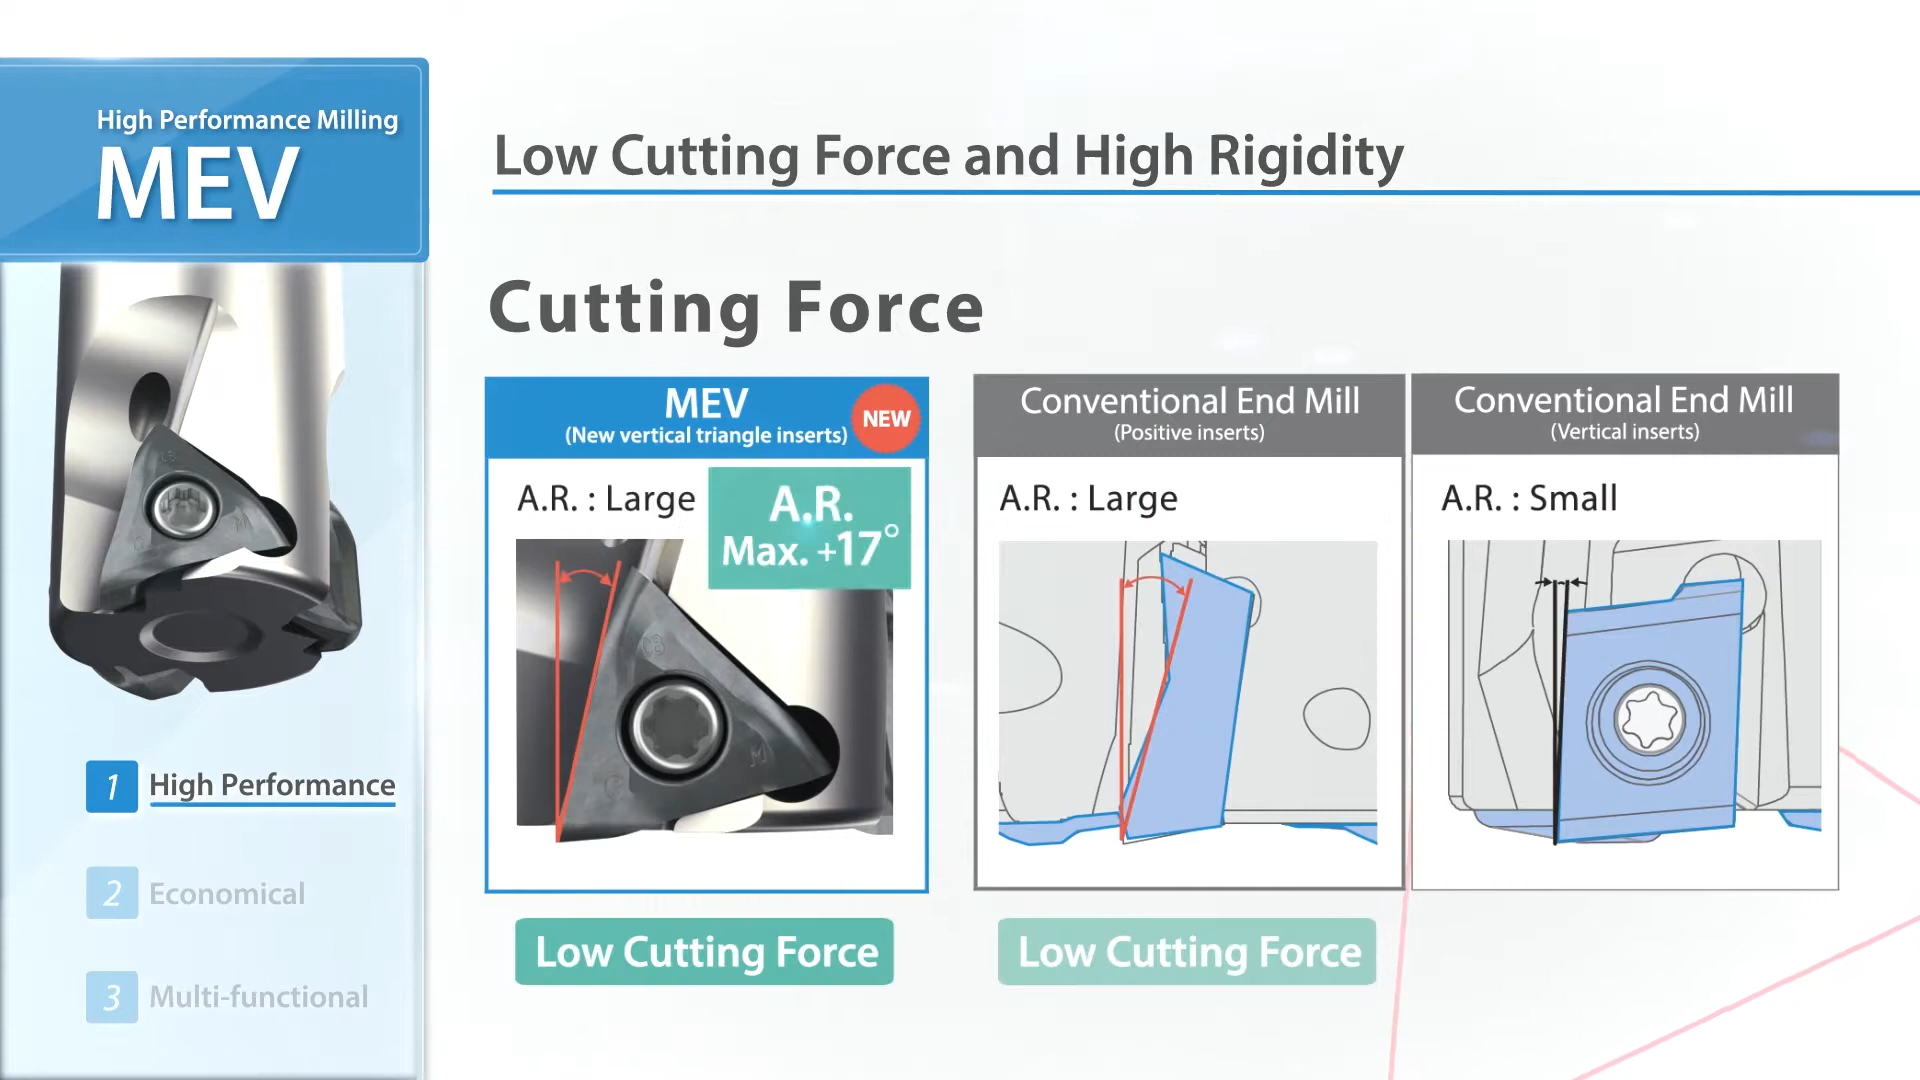 High Performance Milling
MEV
Low Cutting Force and High Rigidity
Cutting Force
MEV
(New vertical triangle inserts)
NEW
A.R. : Large
A.R.
Max. +17°
Conventional End Mill
(Positive inserts)
A.R. : Large
Conventional End Mill
(Vertical inserts)
A.R. : Small
Low Cutting Force
Low Cutting Force
1 High Performance
2 Economical
3 Multi-functional